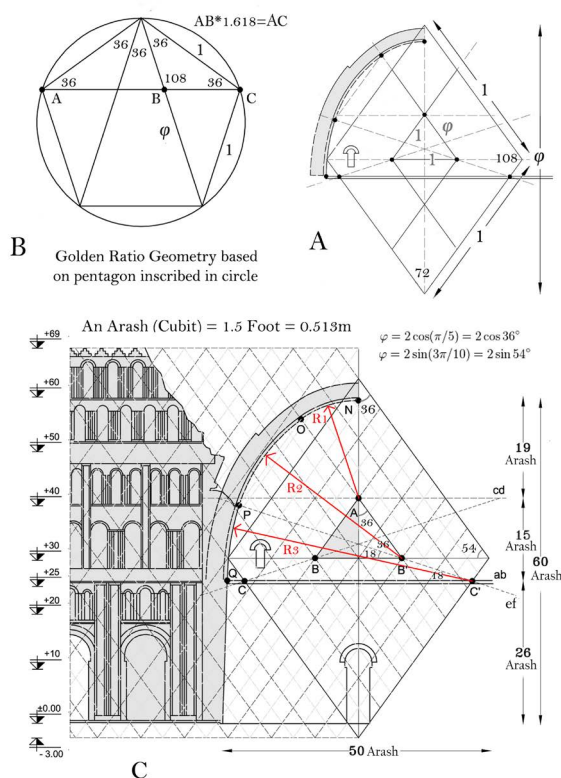 AB*1.618=AC
36
36
36
1
36
108
36
A
B
C
φ
1
B
Golden Ratio Geometry based
on pentagon inscribed in circle
1
1
φ
1
108
φ
1
72
A
An Arash (Cubit) = 1.5 Foot = 0.513m
φ = 2 cos(π/5) = 2 cos 36°
φ = 2 sin(3π/10) = 2 sin 54°
+69
+60
+50
+40
+30
+25
+20
+10
±0.00
- 3.00
N
36
R1
O
R2
P
A
36
R3
36
18
54
B
B'
Q
C
18
C'
cd
ab
ef
19
Arash
15
Arash
60
Arash
26
Arash
50 Arash
C